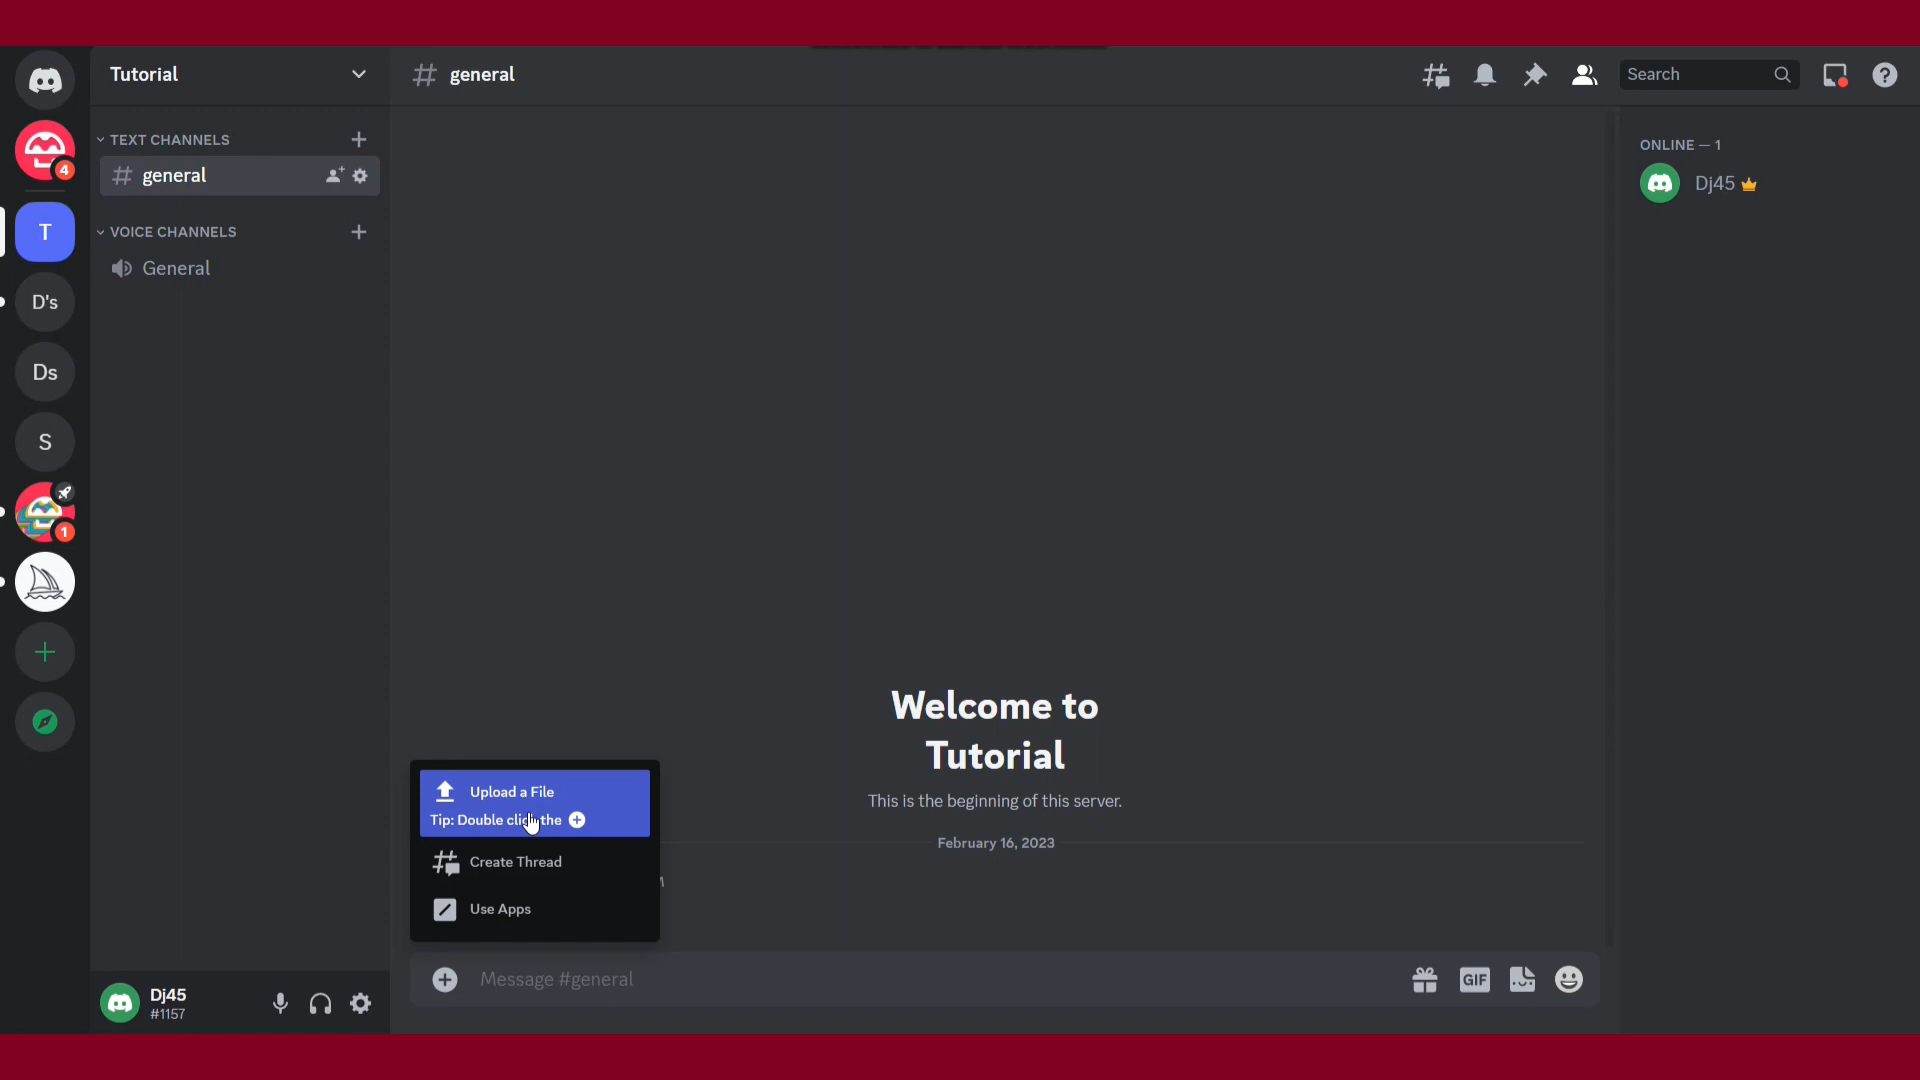 Tutorial
# general
Search
4
TEXT CHANNELS
# general
ONLINE — 1
Dj45
T
VOICE CHANNELS
General
D's
Ds
S
1
Welcome to
Tutorial
This is the beginning of this server.
February 16, 2023
Upload a File
Tip: Double click the
Create Thread
Use Apps
Message #general
GIF
Dj45
#1157